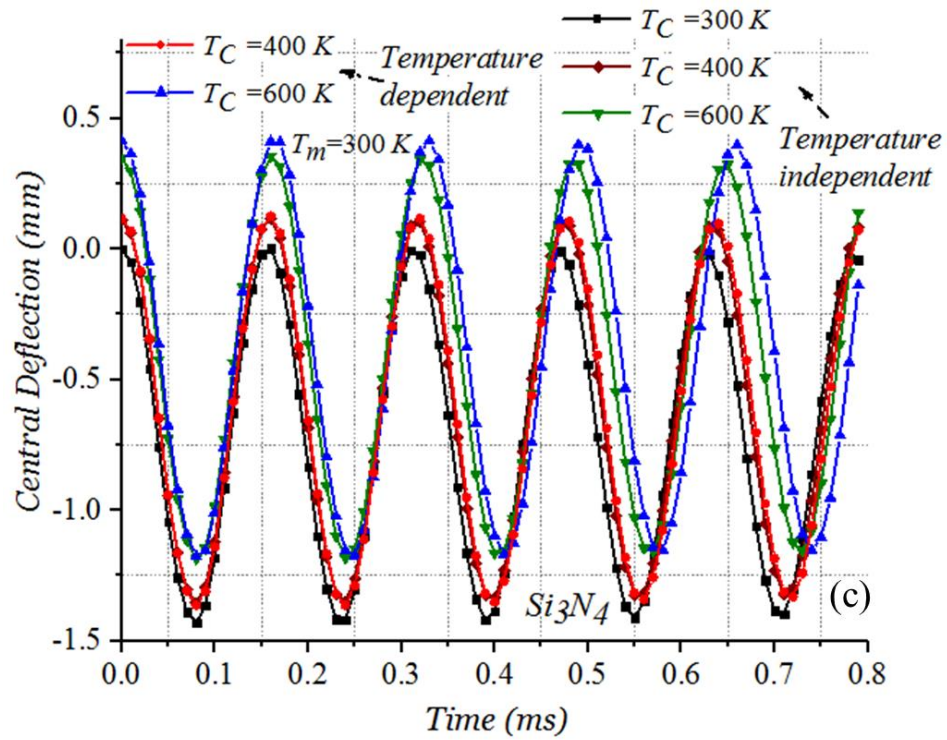 T_C =300 K
T_C =400 K
Temperature
dependent
T_C =400 K
T_C =600 K
T_C =600 K
Temperature
independent
T_m=300 K
Si3N4
(c)
Central Deflection (mm)
0.5
0.0
-0.5
-1.0
-1.5
0.0 0.1 0.2 0.3 0.4 0.5 0.6 0.7 0.8
Time (ms)